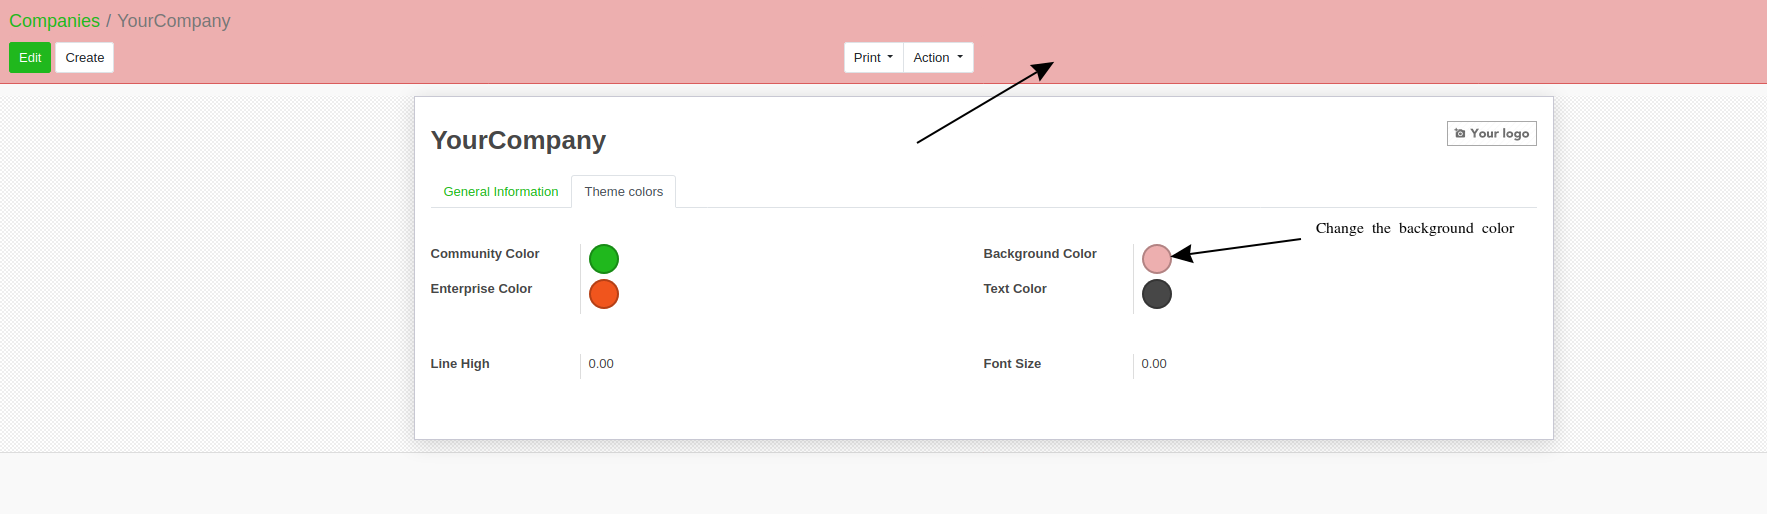 Companies / YourCompany
Edit Create Print Action
YourCompany
Your logo
General Information Theme colors
Change the background color
Community Color Background Color
Enterprise Color Text Color
Line High 0.00 Font Size 0.00